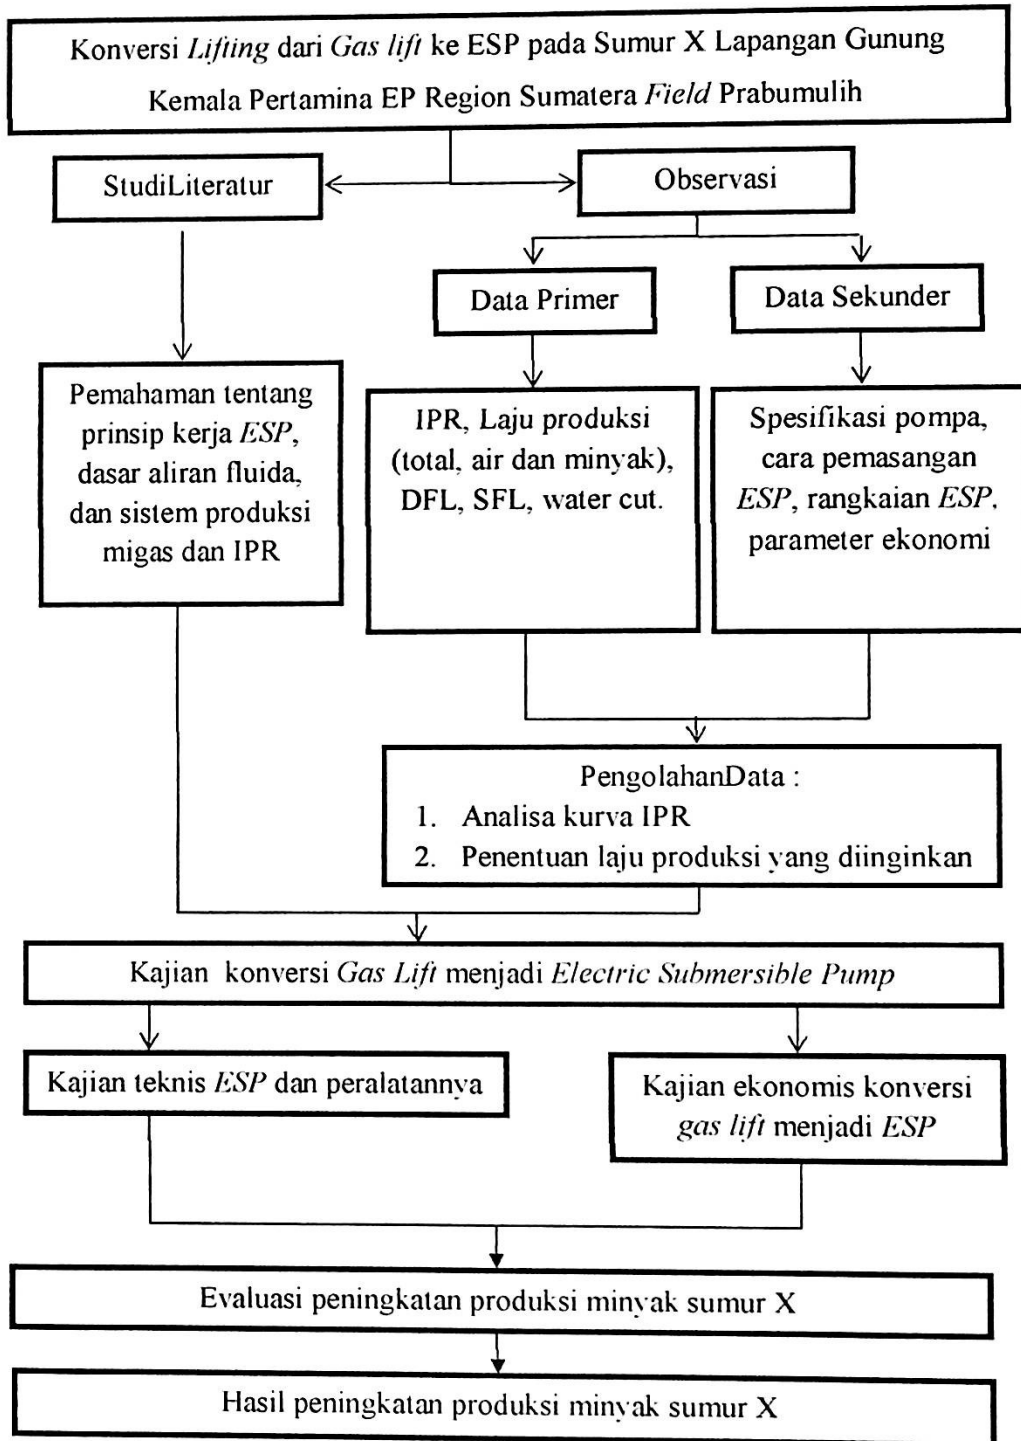 Konversi Lifting dari Gas lift ke ESP pada Sumur X Lapangan Gunung
Kemala Pertamina EP Region Sumatera Field Prabumulih
StudiLiteratur
Observasi
Data Primer
Data Sekunder
Pemahaman tentang
prinsip kerja ESP,
dasar aliran fluida,
dan sistem produksi
migas dan IPR
IPR, Laju produksi
(total, air dan minyak),
DFL, SFL, water cut.
Spesifikasi pompa,
cara pemasangan
ESP, rangkaian ESP.
parameter ekonomi
PengolahanData :
1. Analisa kurva IPR
2. Penentuan laju produksi yang diinginkan
Kajian konversi Gas Lift menjadi Electric Submersible Pump
Kajian teknis ESP dan peralatannya
Kajian ekonomis konversi
gas lift menjadi ESP
Evaluasi peningkatan produksi minyak sumur X
Hasil peningkatan produksi minyak sumur X